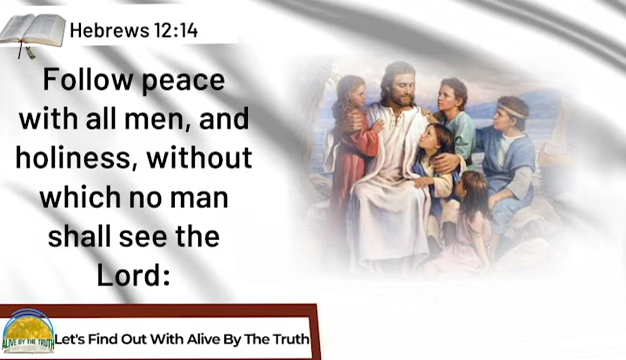 Hebrews 12:14
Follow peace
with all men, and
holiness, without
which no man
shall see the
Lord:
ALIVE BY THE TRUTH
Let's Find Out With Alive By The Truth